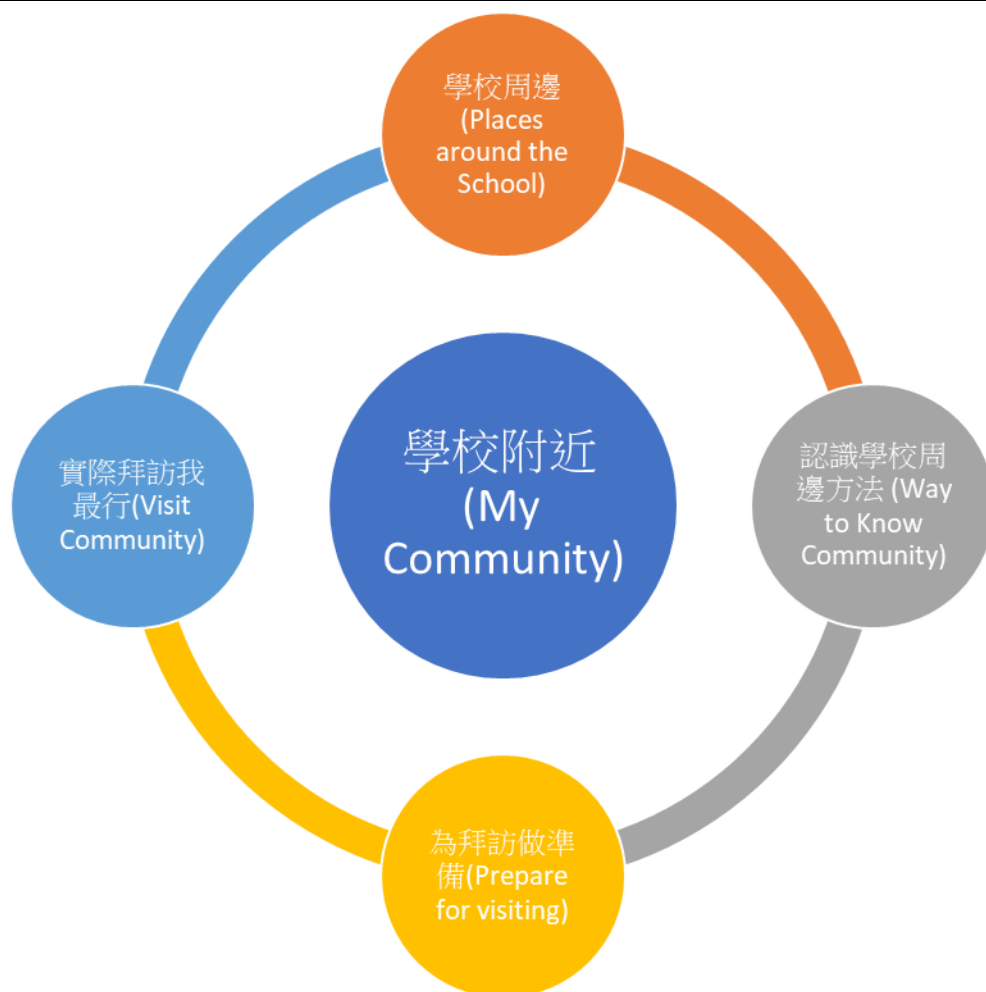 學校周邊
(Places
around the
School)
學校附近
(My
Community)
認識學校周
邊方法 (Way
to Know
Community)
為拜訪做準
備(Prepare
for visiting)
實際拜訪我
最行(Visit
Community)